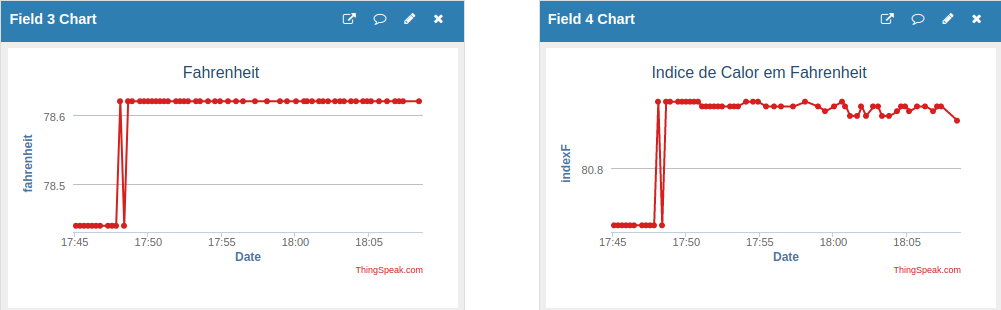 Field 3 Chart
Fahrenheit
fahrenheit
78.6
78.5
17:45 17:50 17:55 18:00 18:05
Date
ThingSpeak.com
Field 4 Chart
Indice de Calor em Fahrenheit
indexF
80.8
17:45 17:50 17:55 18:00 18:05
Date
ThingSpeak.com